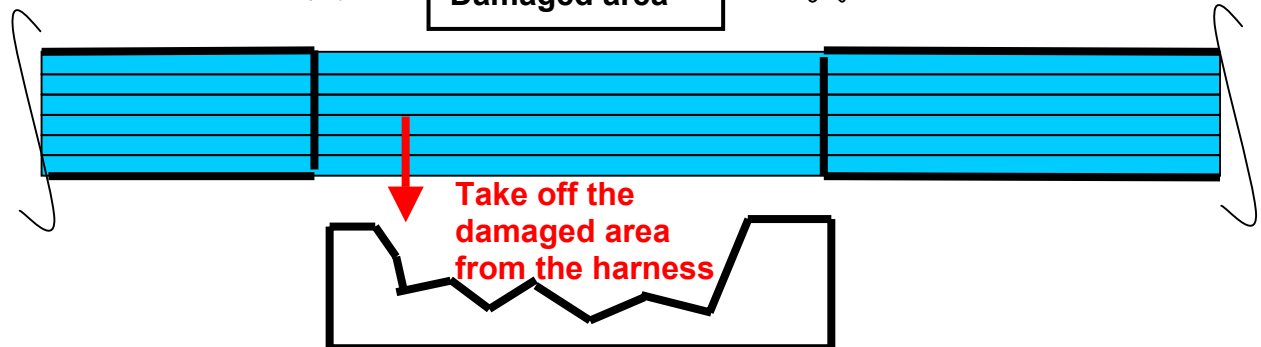 Damaged area
Take off the
damaged area
from the harness